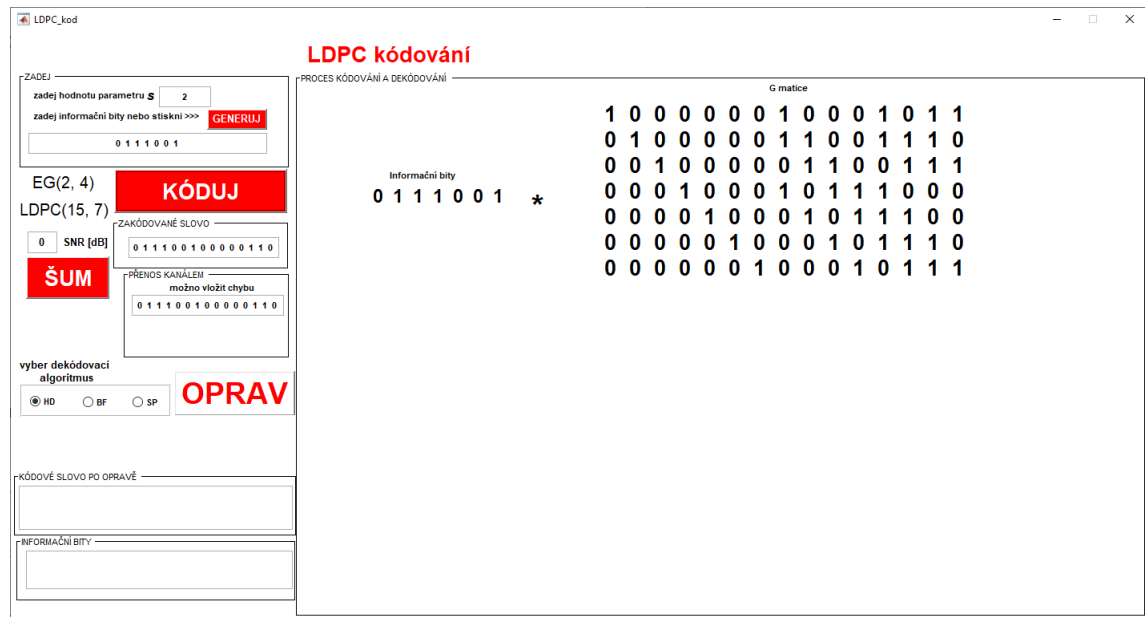 LDPC_kod
LDPC kódování
ZADEJ
zadej hodnotu parametru s 2
zadej informační bity nebo stiskni >>> GENERUJ
0 1 1 1 0 0 1
EG(2, 4)
LDPC(15, 7)
KÓDUJ
0 SNR [dB]
ŠUM
ZAKÓDOVANÉ SLOVO
0 1 1 1 0 0 1 0 0 0 0 0 1 1 0
PŘENOS KANÁLEM
možno vložit chybu
0 1 1 1 0 0 1 0 0 0 0 0 1 1 0
vyber dekódovací
algoritmus
HD BF SP
OPRAV
KÓDOVÉ SLOVO PO OPRAVĚ
INFORMAČNÍ BITY
PROCES KÓDOVÁNÍ A DEKÓDOVÁNÍ
Informační bity
0 1 1 1 0 0 1 *
G matice
1 0 0 0 0 0 0 1 0 0 0 1 0 1 1
0 1 0 0 0 0 0 1 1 0 0 1 1 1 0
0 0 1 0 0 0 0 0 1 1 0 0 1 1 1
0 0 0 1 0 0 0 1 0 1 1 1 0 0 0
0 0 0 0 1 0 0 0 1 0 1 1 1 0 0
0 0 0 0 0 1 0 0 0 1 0 1 1 1 0
0 0 0 0 0 0 1 0 0 0 1 0 1 1 1